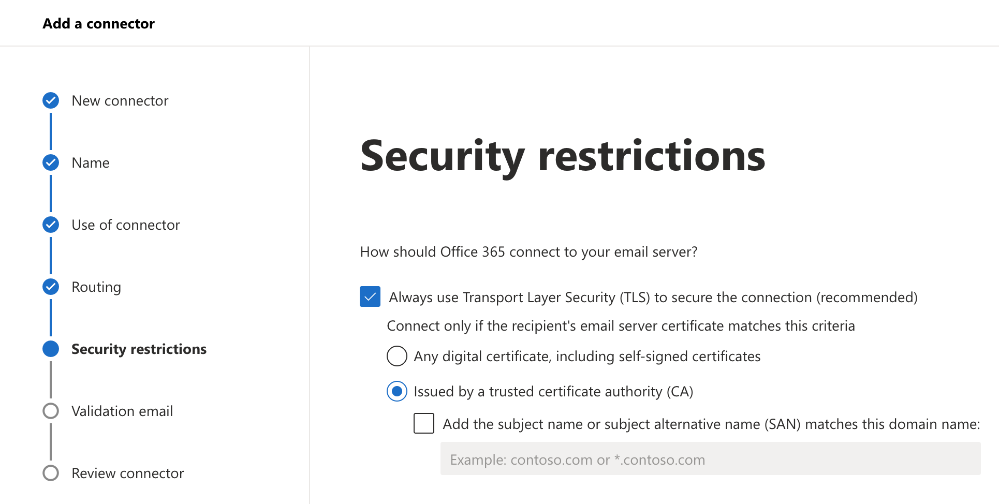 Add a connector
New connector
Name
Use of connector
Routing
Security restrictions
Validation email
Review connector
Security restrictions
How should Office 365 connect to your email server?
Always use Transport Layer Security (TLS) to secure the connection (recommended)
Connect only if the recipient's email server certificate matches this criteria
Any digital certificate, including self-signed certificates
Issued by a trusted certificate authority (CA)
Add the subject name or subject alternative name (SAN) matches this domain name:
Example: contoso.com or *.contoso.com